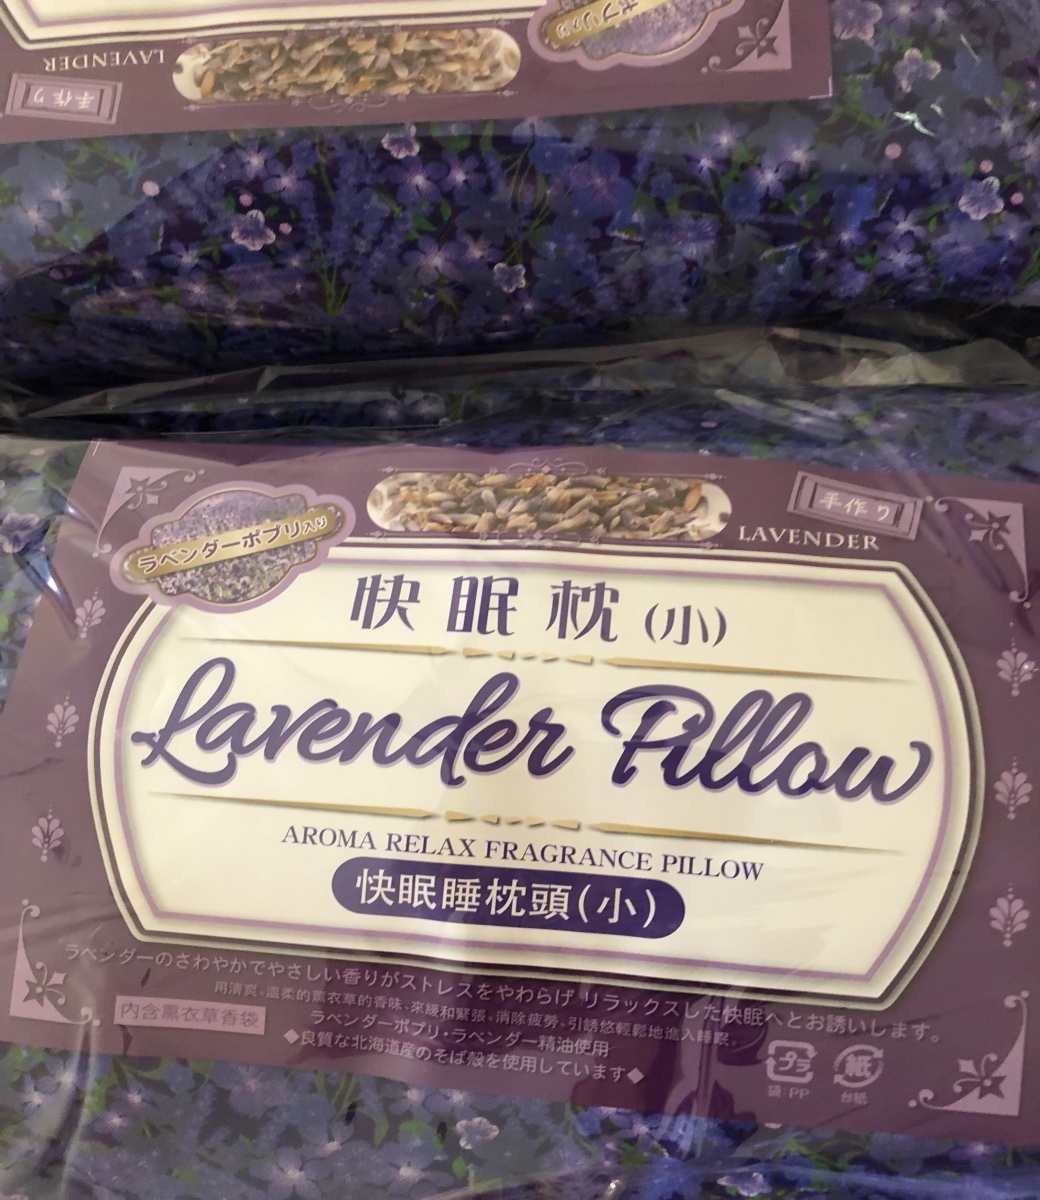 LAVENDER
手作り
ポプリ入り
ラベンダーポプリ入り
手作り
LAVENDER
快眠枕(小)
Lavender Pillow
AROMA RELAX FRAGRANCE PILLOW
快眠睡枕頭(小)
ラベンダーのさわやかでやさしい香りがストレスをやわらげ リラックスした快眠へとお誘いします。
用清爽、溫柔的薰衣草的香味、來緩和緊張、消除疲勞、引誘悠輕鬆地進入睡眠。
内含薰衣草香袋
ラベンダーポプリ・ラベンダー精油使用
◆良質な北海道産のそば殻を使用しています◆
プラ 紙
袋:PP 台紙